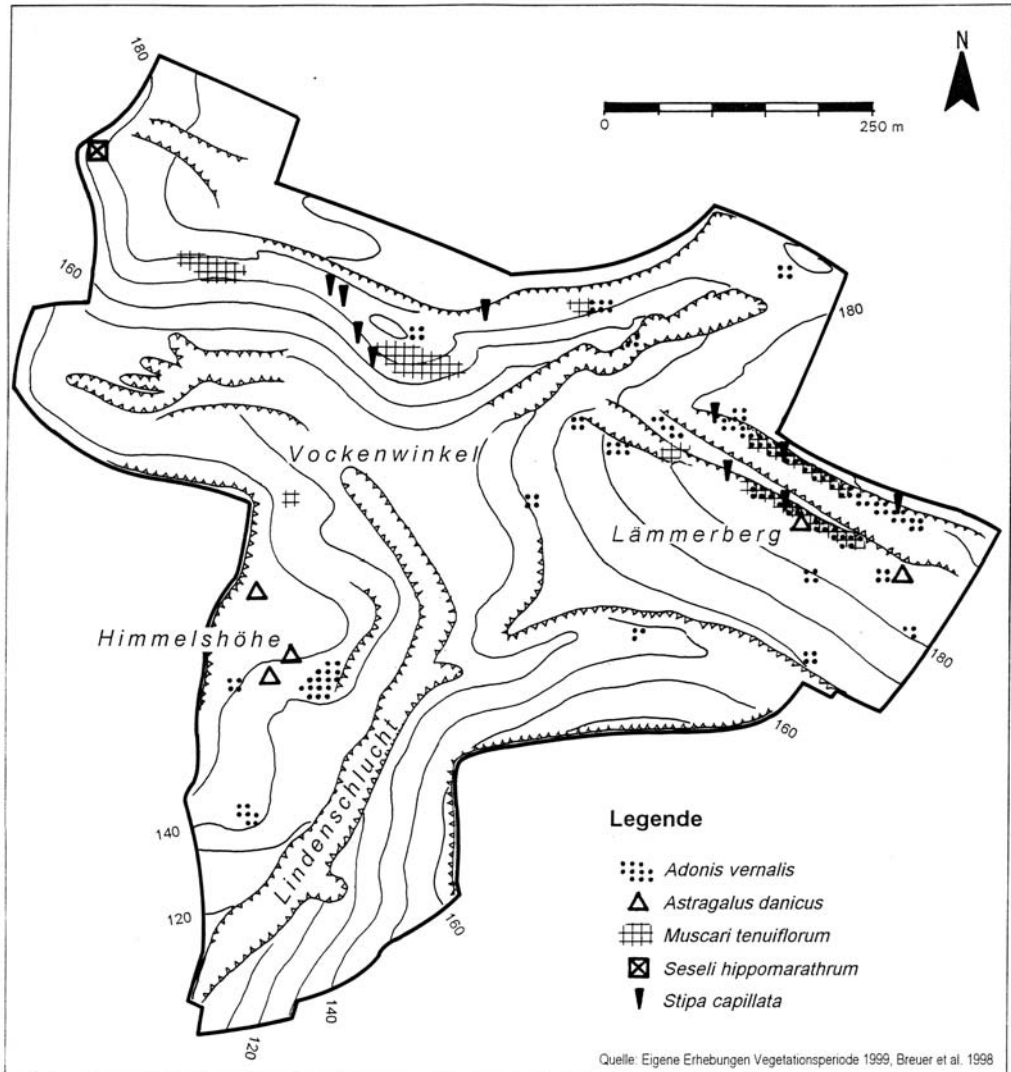 180
N
0
250 m
160
180
Vockenwinkel
Lämmerberg
Himmelshöhe
180
160
Lindenschlucht
140
120
160
140
120
Legende
Adonis vernalis
Astragalus danicus
Muscari tenuiflorum
Seseli hippomarathrum
Stipa capillata
Quelle: Eigene Erhebungen Vegetationsperiode 1999, Breuer et al. 1998